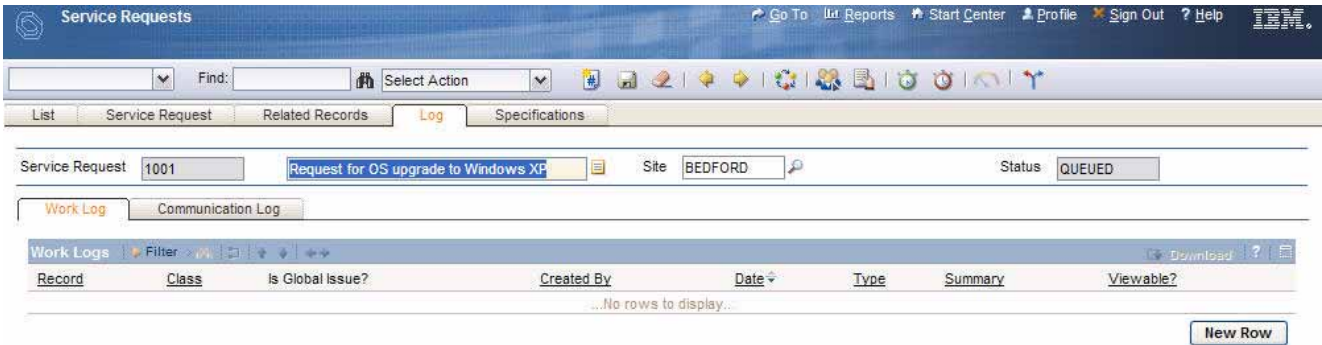 Service Requests
Go To Reports Start Center Profile Sign Out ? Help IBM.
Find: Select Action
List Service Request Related Records Log Specifications
Service Request 1001 Request for OS upgrade to Windows XP Site BEDFORD Status QUEUED
Work Log Communication Log
Work Logs Filter Download ?
Record Class Is Global Issue? Created By Date Type Summary Viewable?
...No rows to display...
New Row